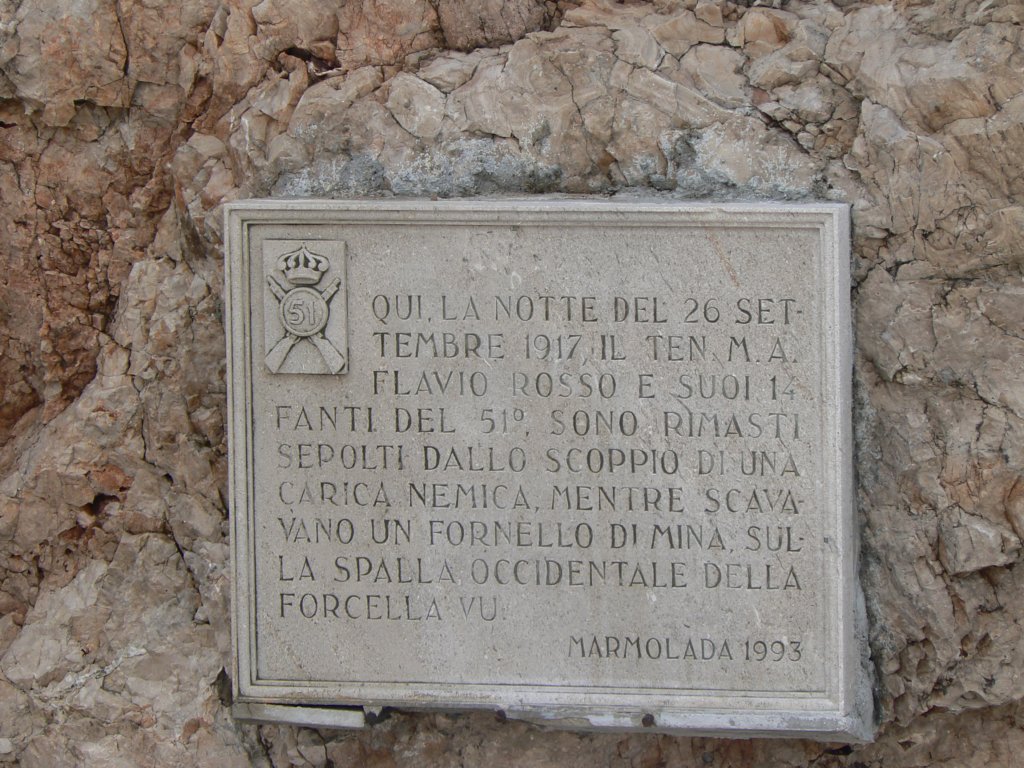 51
QUI, LA NOTTE DEL 26 SET-
TEMBRE 1917, IL TEN. M. A.
FLAVIO ROSSO E SUOI 14
FANTI DEL 51º, SONO RIMASTI
SEPOLTI DALLO SCOPPIO DI UNA
CARICA NEMICA, MENTRE SCAVA-
VANO UN FORNELLO DI MINA, SUL-
LA SPALLA OCCIDENTALE DELLA
FORCELLA VU.
MARMOLADA 1993